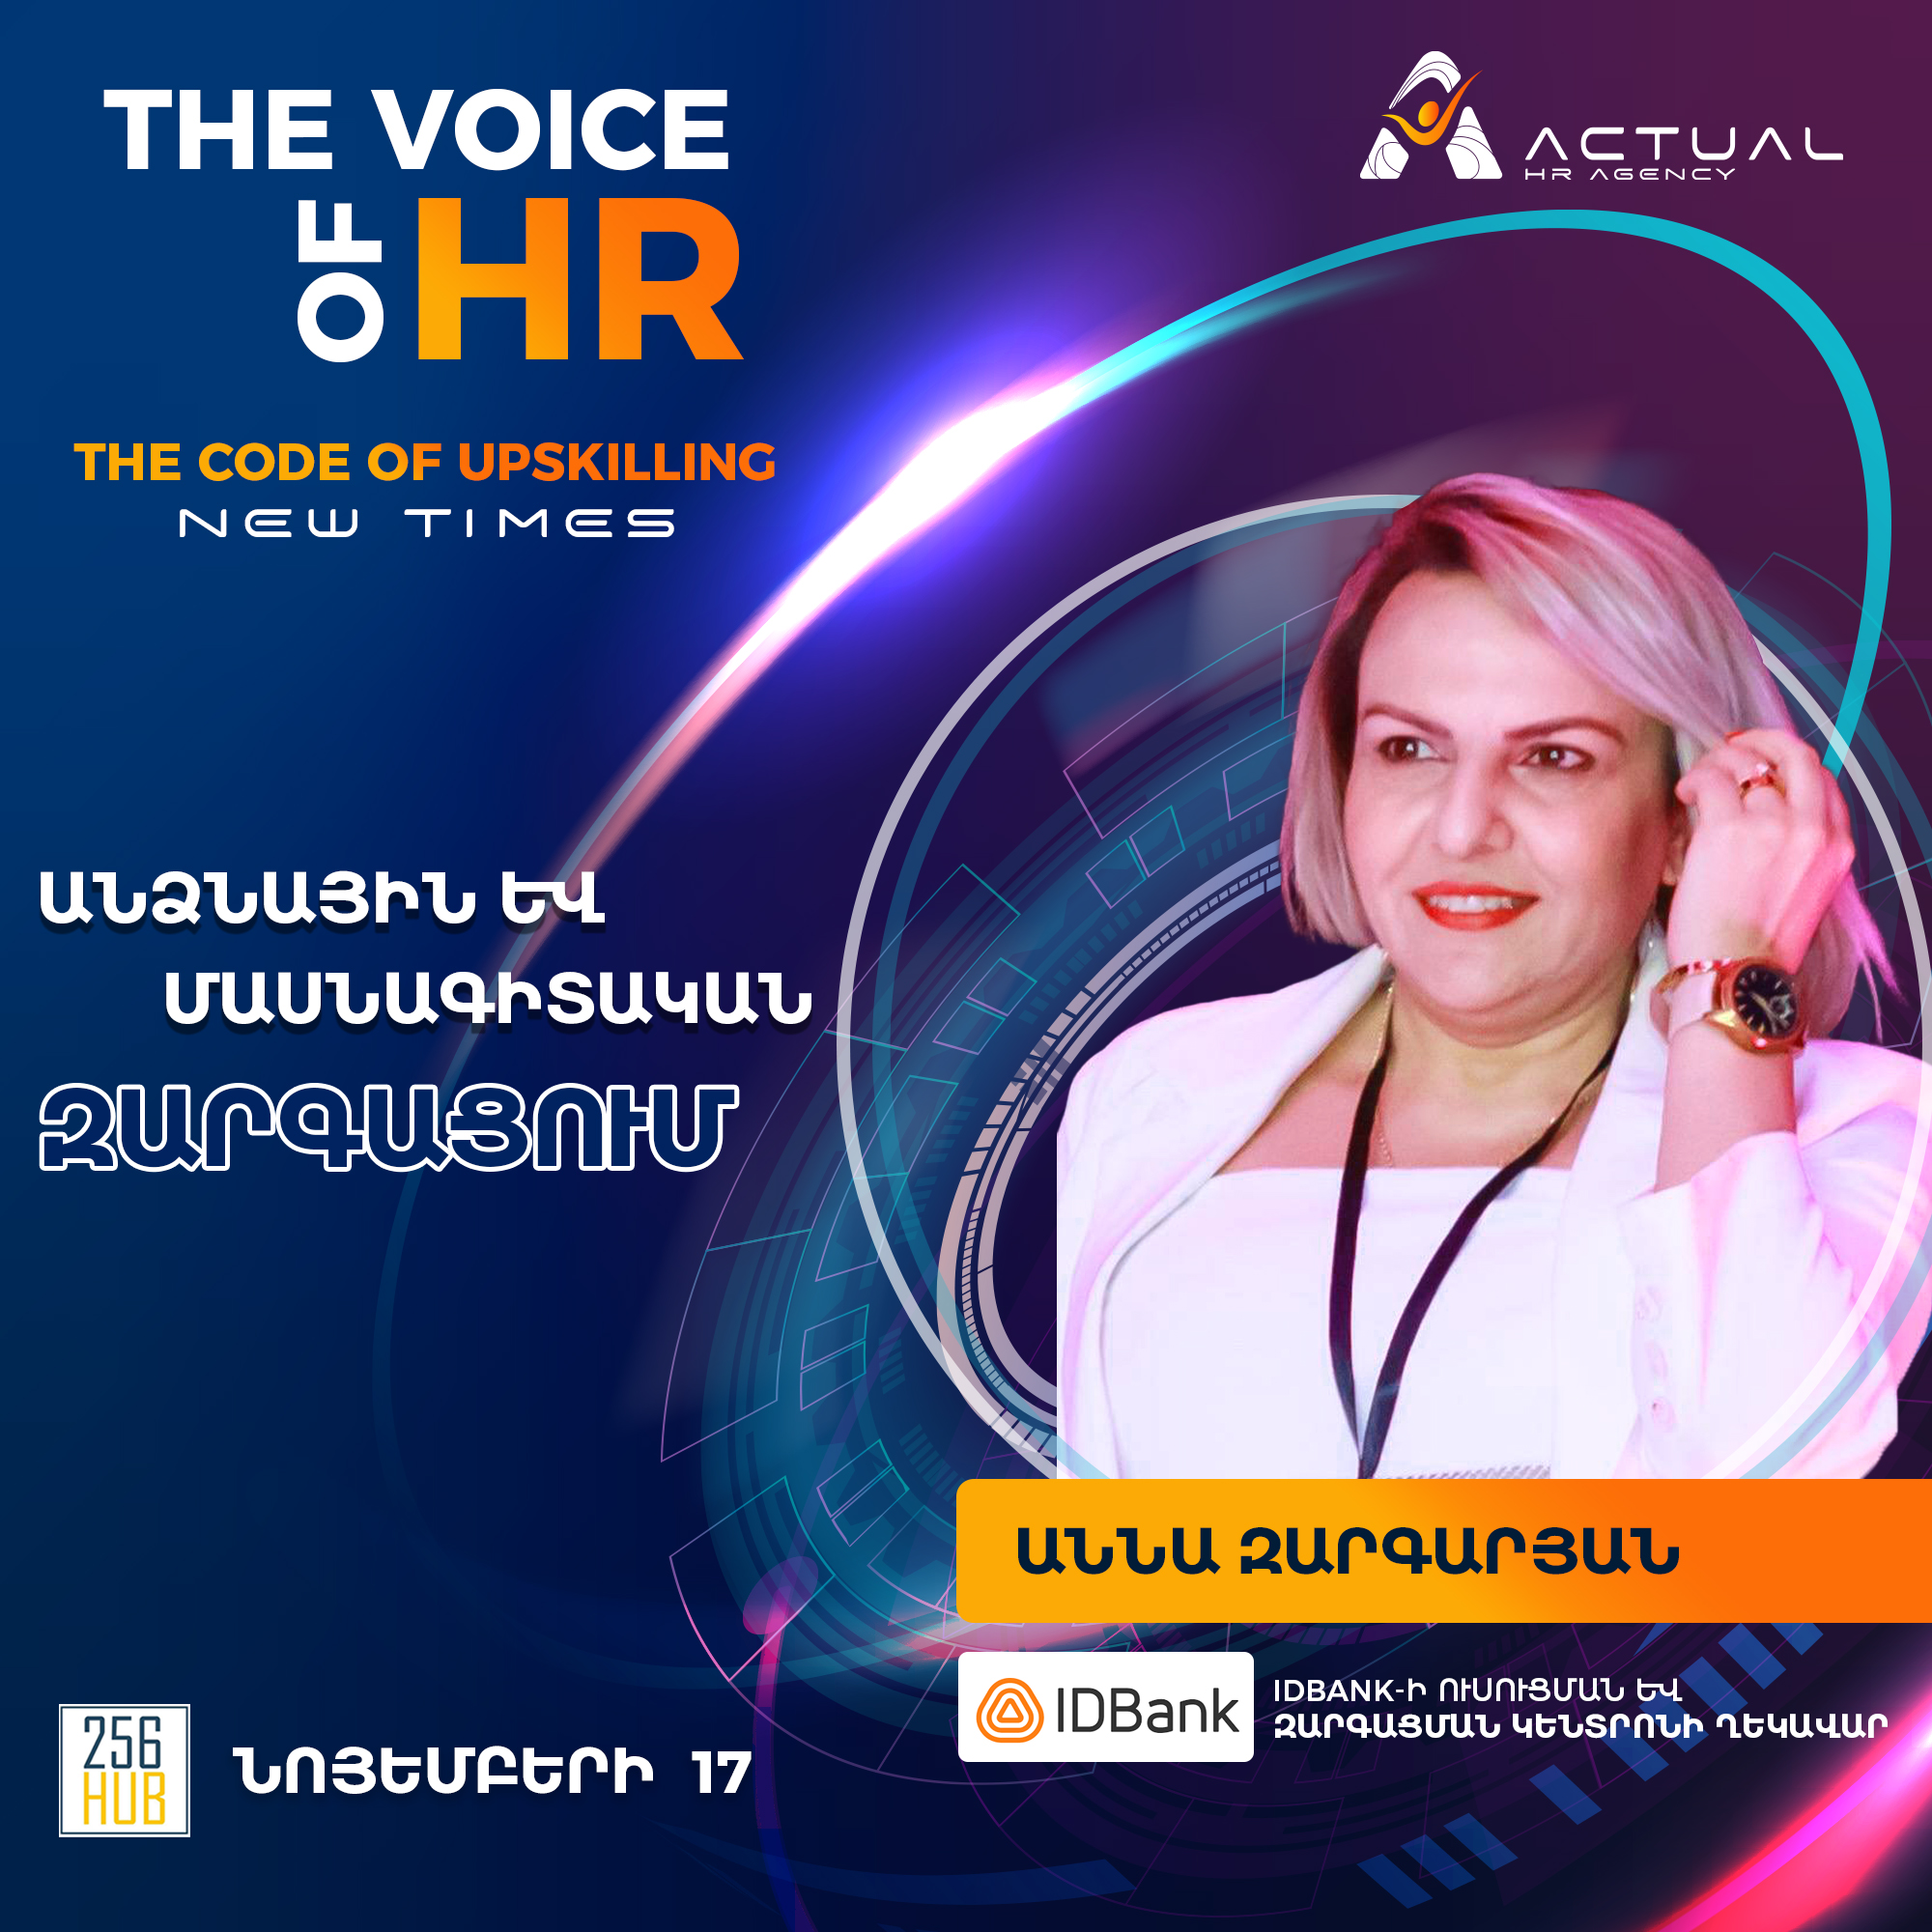 THE VOICE
OF HR
THE CODE OF UPSKILLING
NEW TIMES
ACTUAL
HR AGENCY
ԱՆՁՆԱՅԻՆ ԵՎ
ՄԱՍՆԱԳԻՏԱԿԱՆ
ԶԱՐԳԱՑՈՒՄ
ԱՆՆԱ ԶԱՐԳԱՐՅԱՆ
IDBank
IDBANK-Ի ՈՒՍՈՒՑՄԱՆ ԵՎ
ԶԱՐԳԱՑՄԱՆ ԿԵՆՏՐՈՆԻ ՂԵԿԱՎԱՐ
256
HUB
ՆՈՅԵՄԲԵՐԻ 17